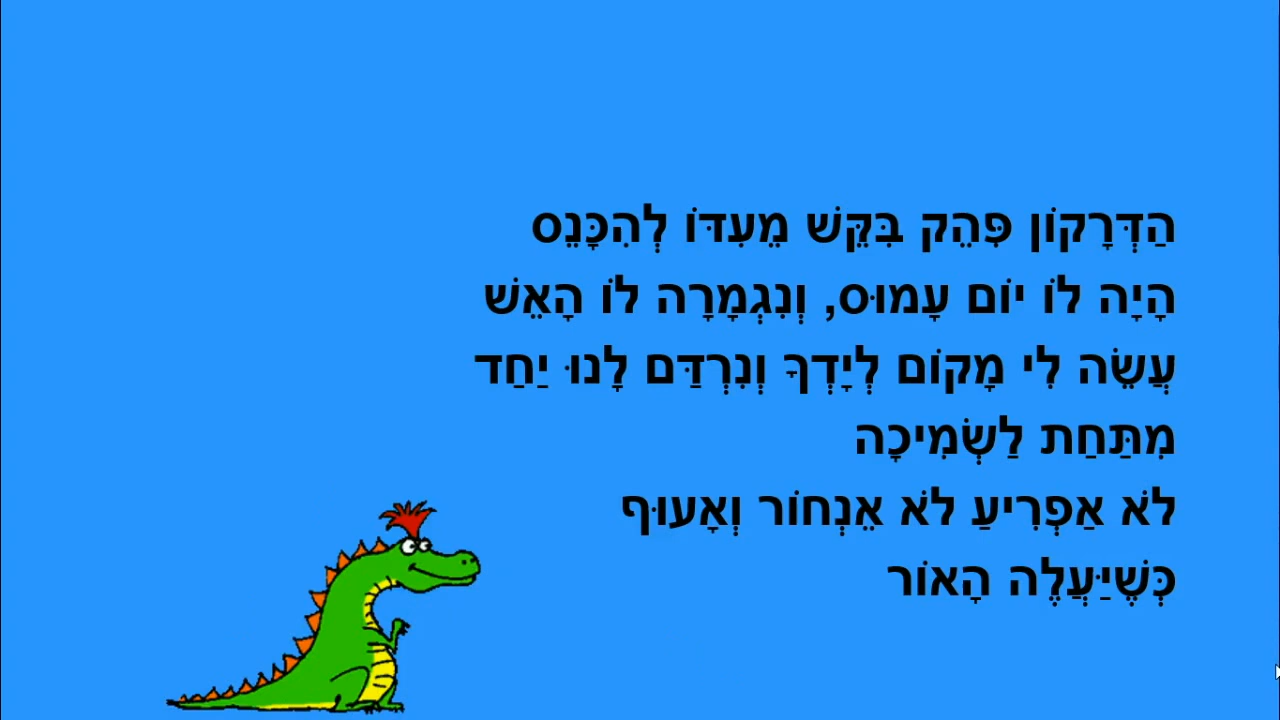 הַדְּרָקוֹן פִּהֵק בִּקֵּשׁ מֵעִדּוֹ לְהִכָּנֵס
הָיָה לוֹ יוֹם עָמוּס, וְנִגְמָרָה לוֹ הָאֵשׁ
עֲשֵׂה לִי מָקוֹם לְיָדְךָ וְנִרְדַּם לָנוּ יַחַד
מִתַּחַת לַשְּׂמִיכָה
לֹא אַפְרִיעַ לֹא אֵנְחוֹר וְאָעוּף
כְּשֶׁיַּעֲלֶה הָאוֹר